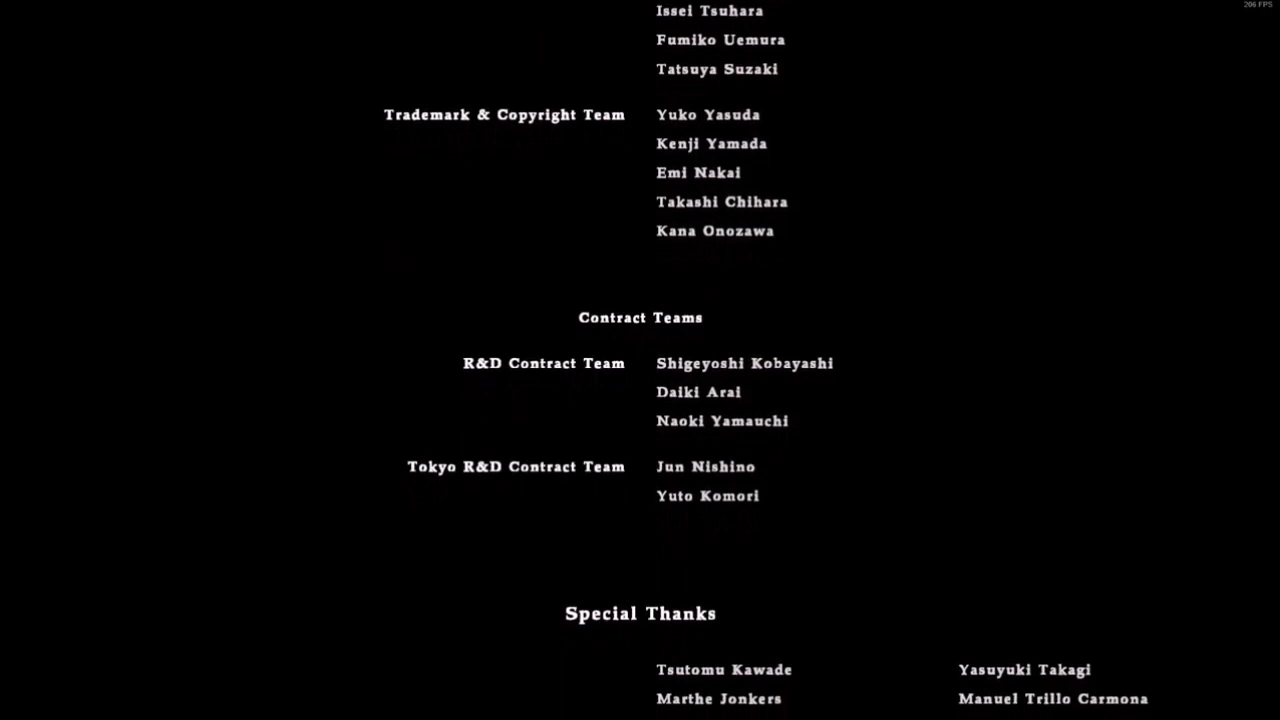 206 FPS
Issei Tsuhara
Fumiko Uemura
Tatsuya Suzaki
Trademark & Copyright Team Yuko Yasuda
Kenji Yamada
Emi Nakai
Takashi Chihara
Kana Onozawa
Contract Teams
R&D Contract Team Shigeyoshi Kobayashi
Daiki Arai
Naoki Yamauchi
Tokyo R&D Contract Team Jun Nishino
Yuto Komori
Special Thanks
Tsutomu Kawade Yasuyuki Takagi
Marthe Jonkers Manuel Trillo Carmona